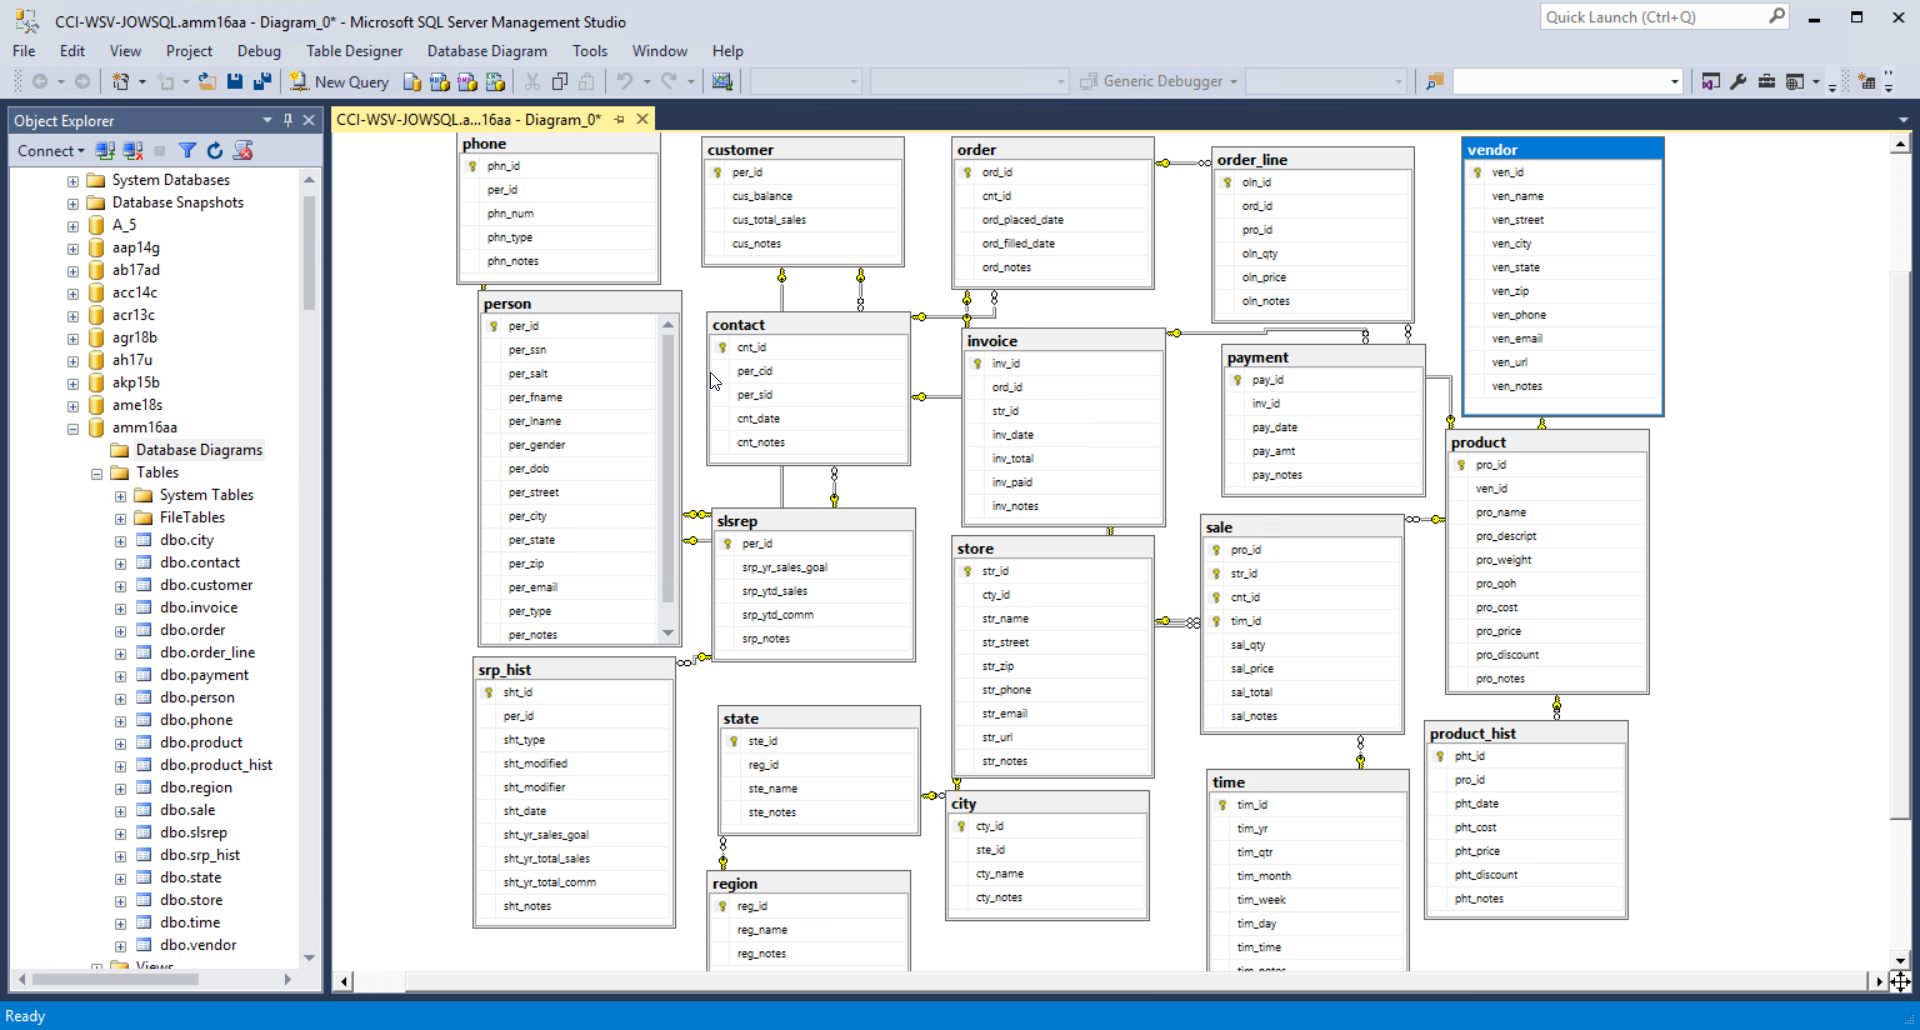 CCI-WSV-JOWSQL.amm16aa - Diagram_0* - Microsoft SQL Server Management Studio
Quick Launch (Ctrl+Q)
File Edit View Project Debug Table Designer Database Diagram Tools Window Help
New Query
Generic Debugger
Object Explorer
Connect
System Databases
Database Snapshots
A_5
aap14g
ab17ad
acc14c
acr13c
agr18b
ah17u
akp15b
ame18s
amm16aa
Database Diagrams
Tables
System Tables
FileTables
dbo.city
dbo.contact
dbo.customer
dbo.invoice
dbo.order
dbo.order_line
dbo.payment
dbo.person
dbo.phone
dbo.product
dbo.product_hist
dbo.region
dbo.sale
dbo.slsrep
dbo.srp_hist
dbo.state
dbo.store
dbo.time
dbo.vendor
Views
CCI-WSV-JOWSQL.a...16aa - Diagram_0*
phone
phn_id
per_id
phn_num
phn_type
phn_notes
customer
per_id
cus_balance
cus_total_sales
cus_notes
order
ord_id
cnt_id
ord_placed_date
ord_filled_date
ord_notes
order_line
oln_id
ord_id
pro_id
oln_qty
oln_price
oln_notes
vendor
ven_id
ven_name
ven_street
ven_city
ven_state
ven_zip
ven_phone
ven_email
ven_url
ven_notes
person
per_id
per_ssn
per_salt
per_fname
per_lname
per_gender
per_dob
per_street
per_city
per_state
per_zip
per_email
per_type
per_notes
contact
cnt_id
per_cid
per_sid
cnt_date
cnt_notes
invoice
inv_id
ord_id
str_id
inv_date
inv_total
inv_paid
inv_notes
payment
pay_id
inv_id
pay_date
pay_amt
pay_notes
product
pro_id
ven_id
pro_name
pro_descript
pro_weight
pro_qoh
pro_cost
pro_price
pro_discount
pro_notes
slsrep
per_id
srp_yr_sales_goal
srp_ytd_sales
srp_ytd_comm
srp_notes
store
str_id
cty_id
str_name
str_street
str_zip
str_phone
str_email
str_url
str_notes
sale
pro_id
str_id
cnt_id
tim_id
sal_qty
sal_price
sal_total
sal_notes
srp_hist
sht_id
per_id
sht_type
sht_modified
sht_modifier
sht_date
sht_yr_sales_goal
sht_yr_total_sales
sht_yr_total_comm
sht_notes
state
ste_id
reg_id
ste_name
ste_notes
city
cty_id
ste_id
cty_name
cty_notes
time
tim_id
tim_yr
tim_qtr
tim_month
tim_week
tim_day
tim_time
tim_notes
product_hist
pht_id
pro_id
pht_date
pht_cost
pht_price
pht_discount
pht_notes
region
reg_id
reg_name
reg_notes
Ready